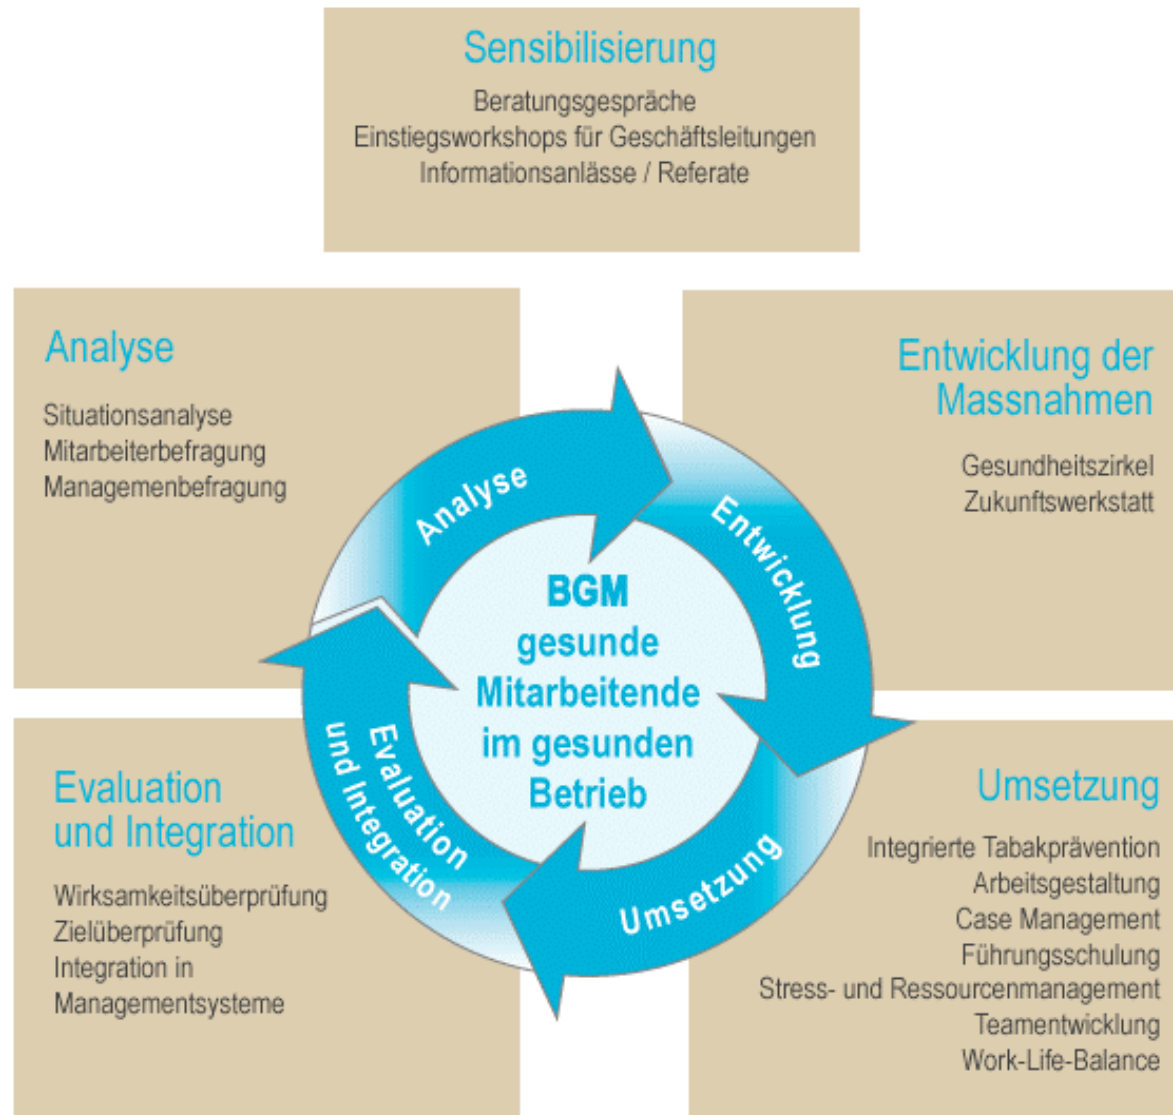 Sensibilisierung
Beratungsgespräche
Einstiegsworkshops für Geschäftsleitungen
Informationsanlässe / Referate
Analyse
Situationsanalyse
Mitarbeiterbefragung
Managemenbefragung
Entwicklung der
Massnahmen
Gesundheitszirkel
Zukunftswerkstatt
Analyse
Entwicklung
Umsetzung
Evaluation
und Integration
BGM
gesunde
Mitarbeitende
im gesunden
Betrieb
Evaluation
und Integration
Wirksamkeitsüberprüfung
Zielüberprüfung
Integration in
Managementsysteme
Umsetzung
Integrierte Tabakprävention
Arbeitsgestaltung
Case Management
Führungsschulung
Stress- und Ressourcenmanagement
Teamentwicklung
Work-Life-Balance